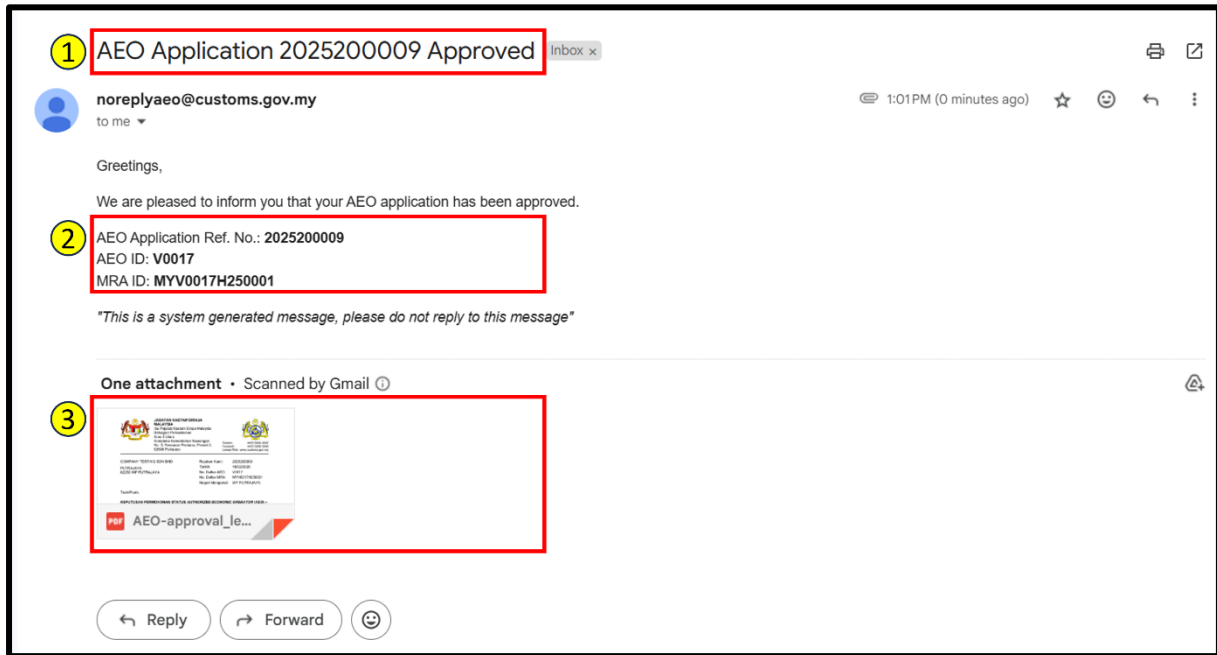 1
AEO Application 2025200009 Approved Inbox ×
noreplyaeo@customs.gov.my
1:01 PM (0 minutes ago)
to me
Greetings,
We are pleased to inform you that your AEO application has been approved.
2
AEO Application Ref. No.: 2025200009
AEO ID: V0017
MRA ID: MYV0017H250001
"This is a system generated message, please do not reply to this message"
One attachment • Scanned by Gmail
3
PDF AEO-approval_le...
Reply
Forward